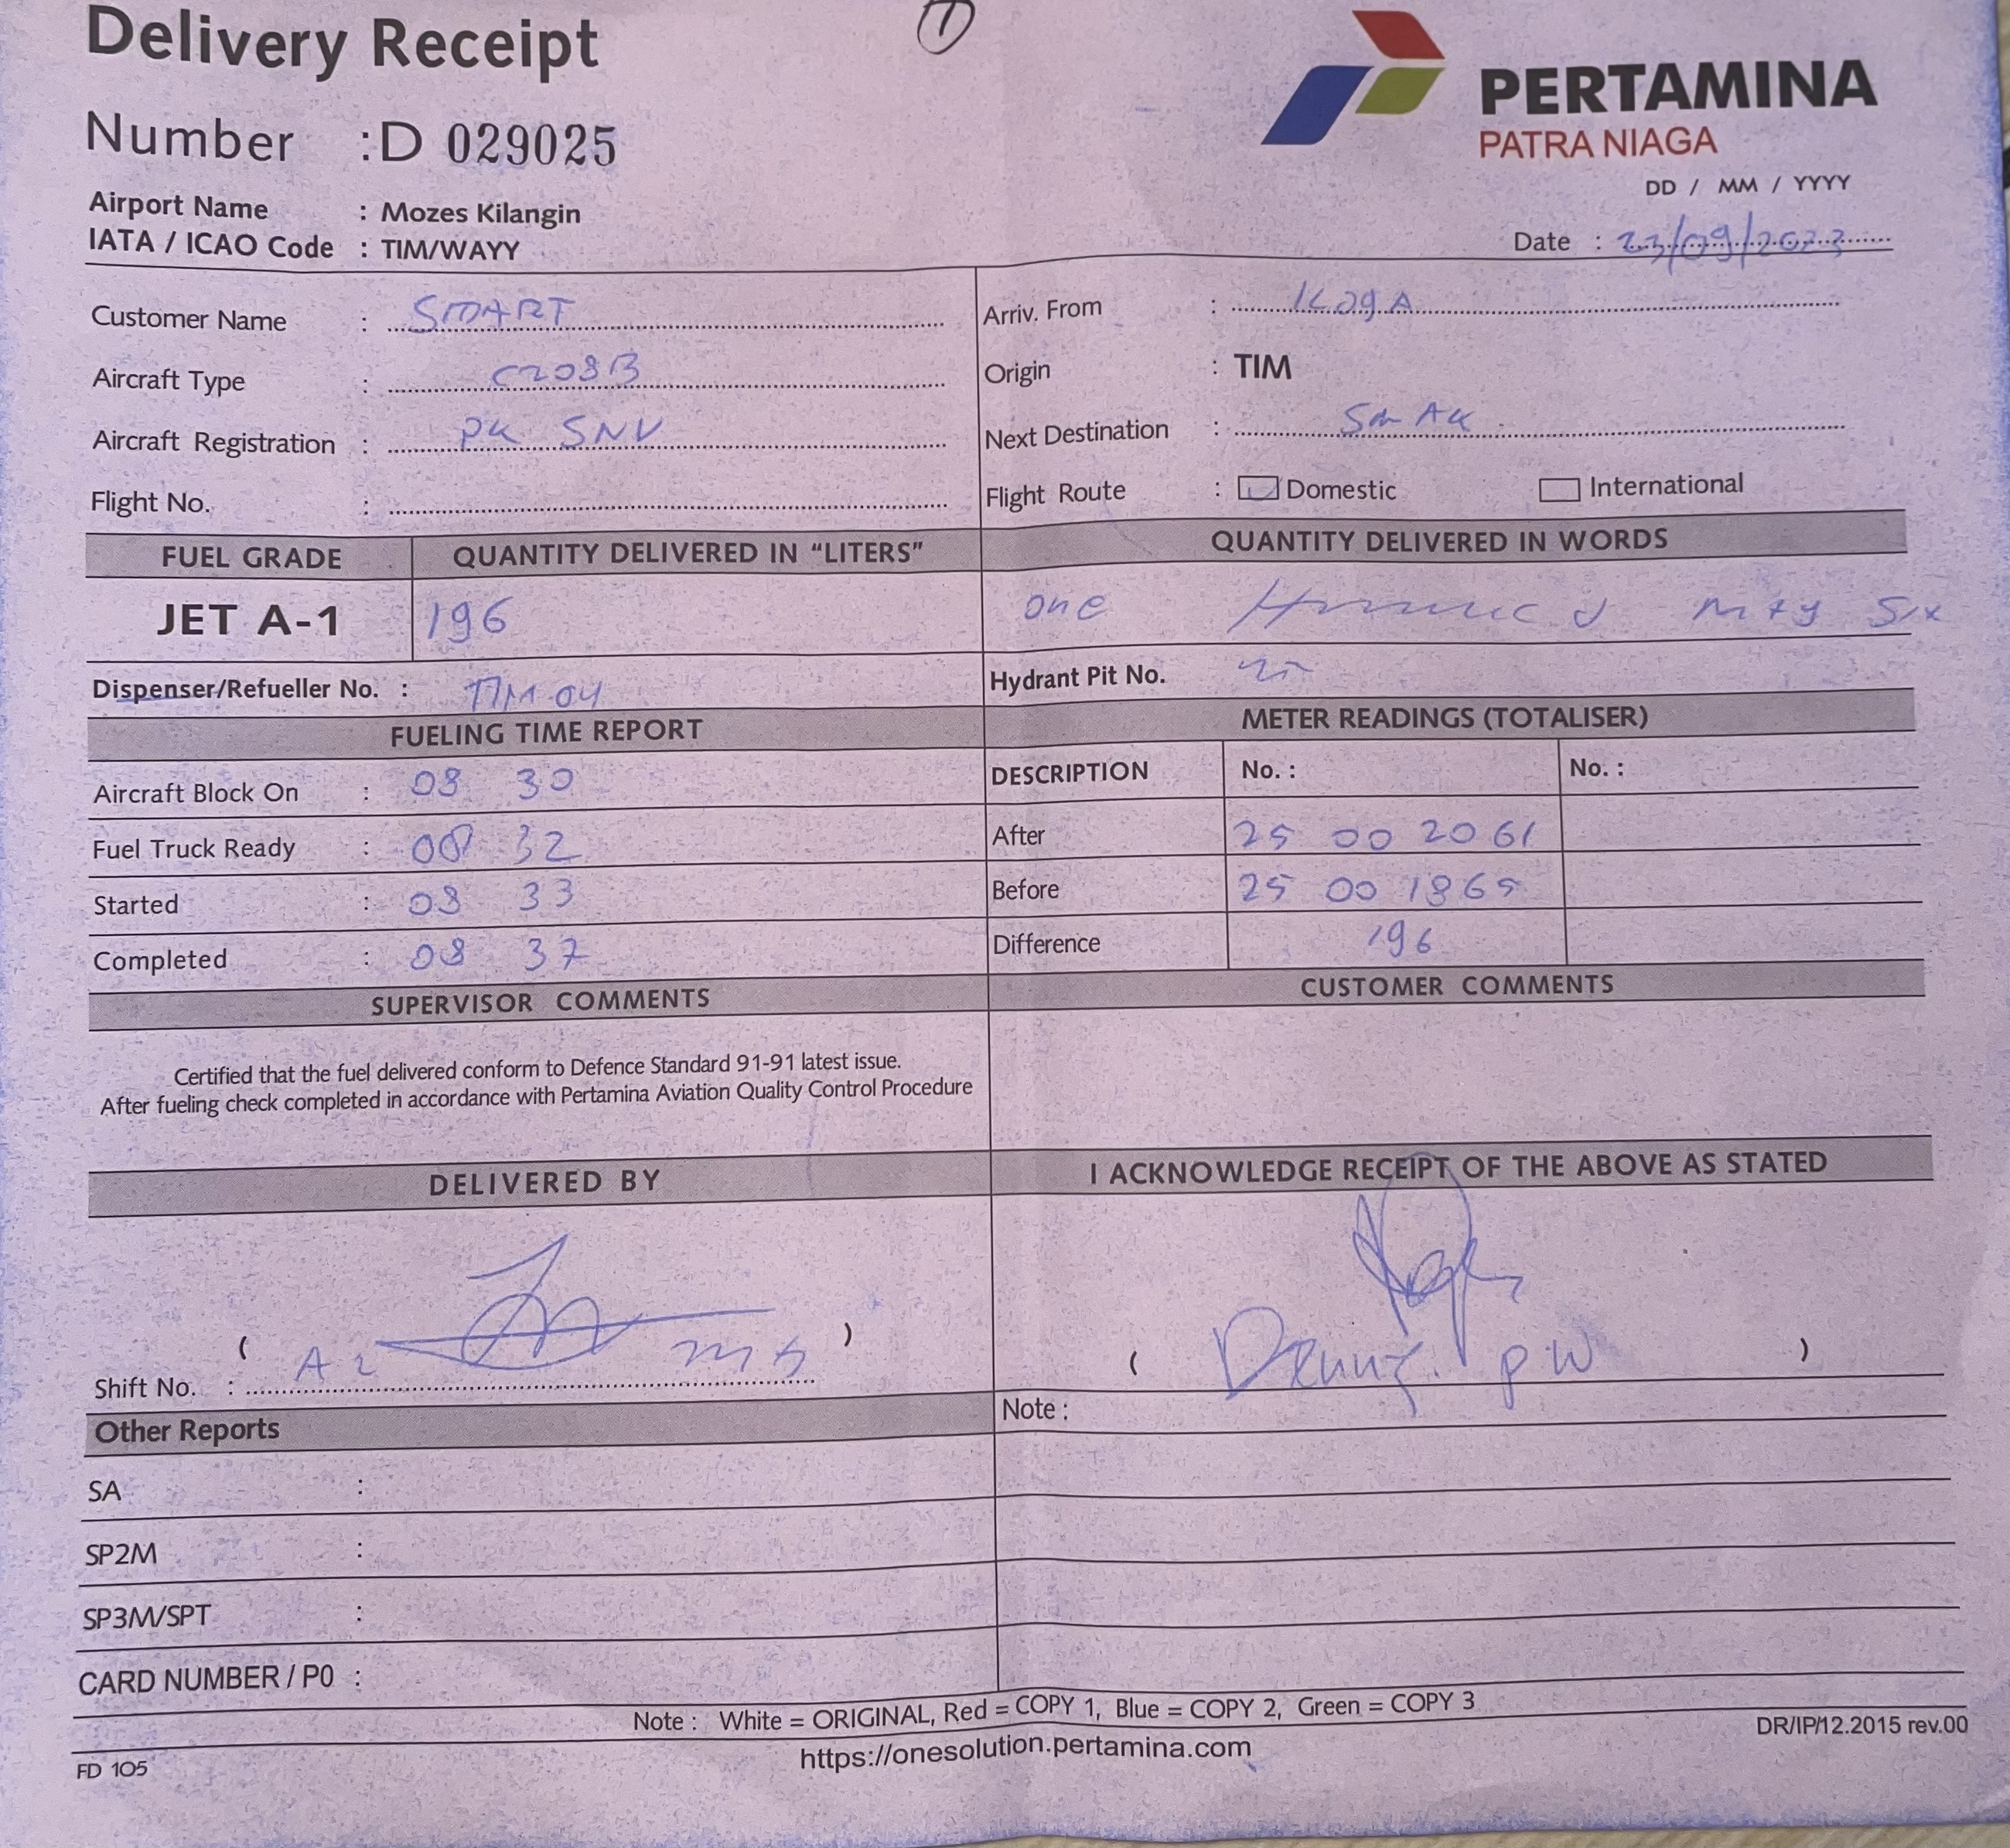 Delivery Receipt
1
PERTAMINA
PATRA NIAGA
Number : D 029025
DD / MM / YYYY
Airport Name : Mozes Kilangin
IATA / ICAO Code : TIM/WAYY
Date : 23/09/2023
Customer Name : SMART
Arriv. From :
Aircraft Type : C208B
Origin : TIM
Aircraft Registration : PK SNV
Next Destination :
Flight No. :
Flight Route : Domestic International
FUEL GRADE QUANTITY DELIVERED IN "LITERS" QUANTITY DELIVERED IN WORDS
JET A-1 196 one six
Dispenser/Refueller No. : TIM 04 Hydrant Pit No.
FUELING TIME REPORT METER READINGS (TOTALISER)
Aircraft Block On : 08 30 DESCRIPTION No. : No. :
Fuel Truck Ready : 08 32 After 25 00 2061
Started : 08 33 Before 25 00 1865
Completed : 08 37 Difference 196
SUPERVISOR COMMENTS CUSTOMER COMMENTS
Certified that the fuel delivered conform to Defence Standard 91-91 latest issue.
After fueling check completed in accordance with Pertamina Aviation Quality Control Procedure
DELIVERED BY I ACKNOWLEDGE RECEIPT OF THE ABOVE AS STATED
( ) ( Denny. PW )
Shift No. :
Other Reports Note :
SA :
SP2M :
SP3M/SPT :
CARD NUMBER / P0 :
Note : White = ORIGINAL, Red = COPY 1, Blue = COPY 2, Green = COPY 3
FD 105 https://onesolution.pertamina.com DR/IP/12.2015 rev.00